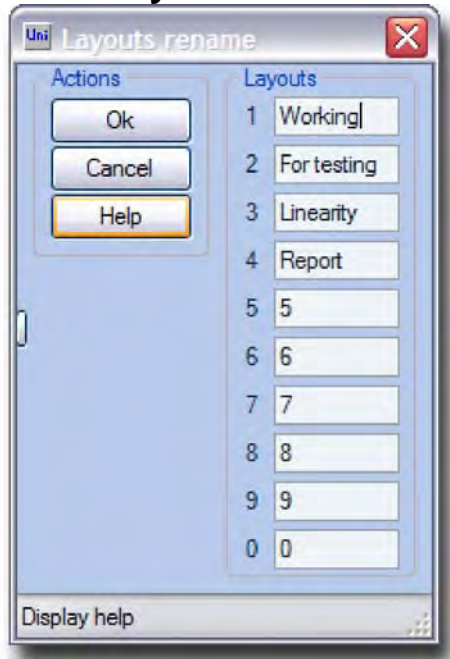 Uni Layouts rename
Actions
Ok
Cancel
Help
Layouts
1 Working
2 For testing
3 Linearity
4 Report
5 5
6 6
7 7
8 8
9 9
0 0
Display help